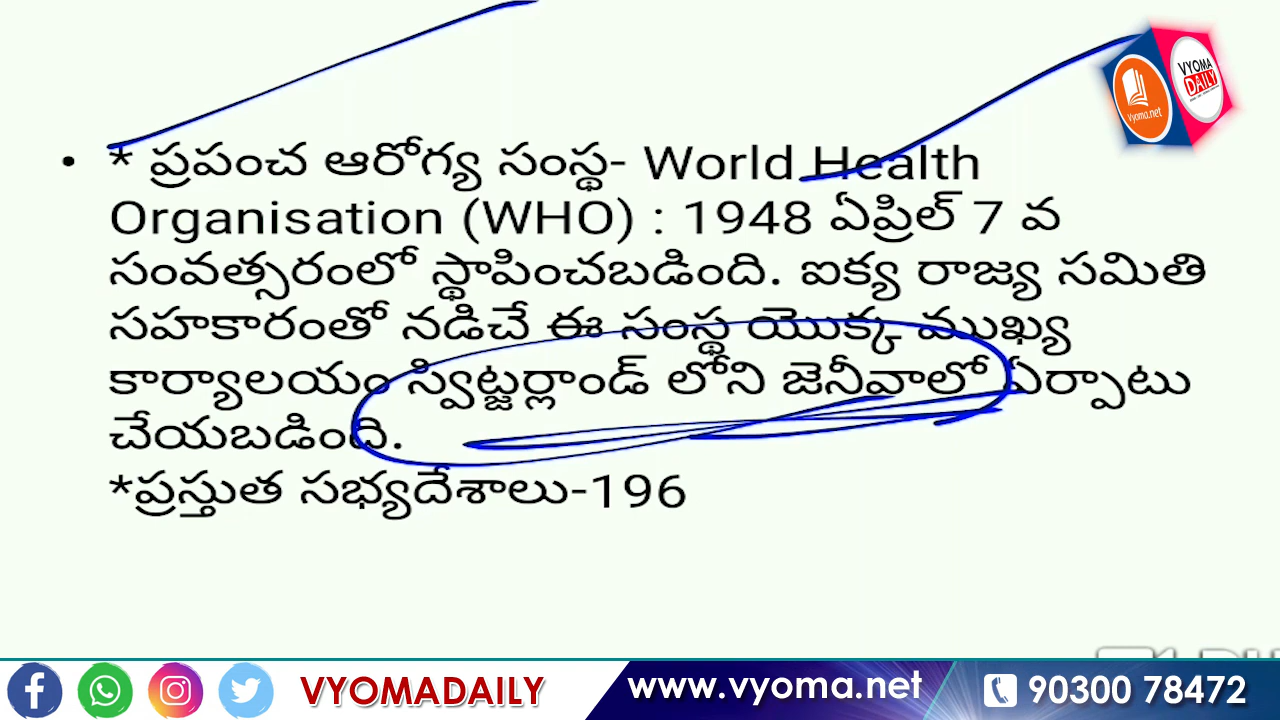 • * ప్రపంచ ఆరోగ్య సంస్థ- World Health
Organisation (WHO) : 1948 ఏప్రిల్ 7 వ
సంవత్సరంలో స్థాపించబడింది. ఐక్య రాజ్య సమితి
సహకారంతో నడిచే ఈ సంస్థ యొక్క ముఖ్య
కార్యాలయం స్విట్జర్లాండ్ లోని జెనీవాలో ఏర్పాటు
చేయబడింది.
*ప్రస్తుత సభ్యదేశాలు-196
Vyoma.net
VYOMA
DAILY
VYOMADAILY
www.vyoma.net
90300 78472